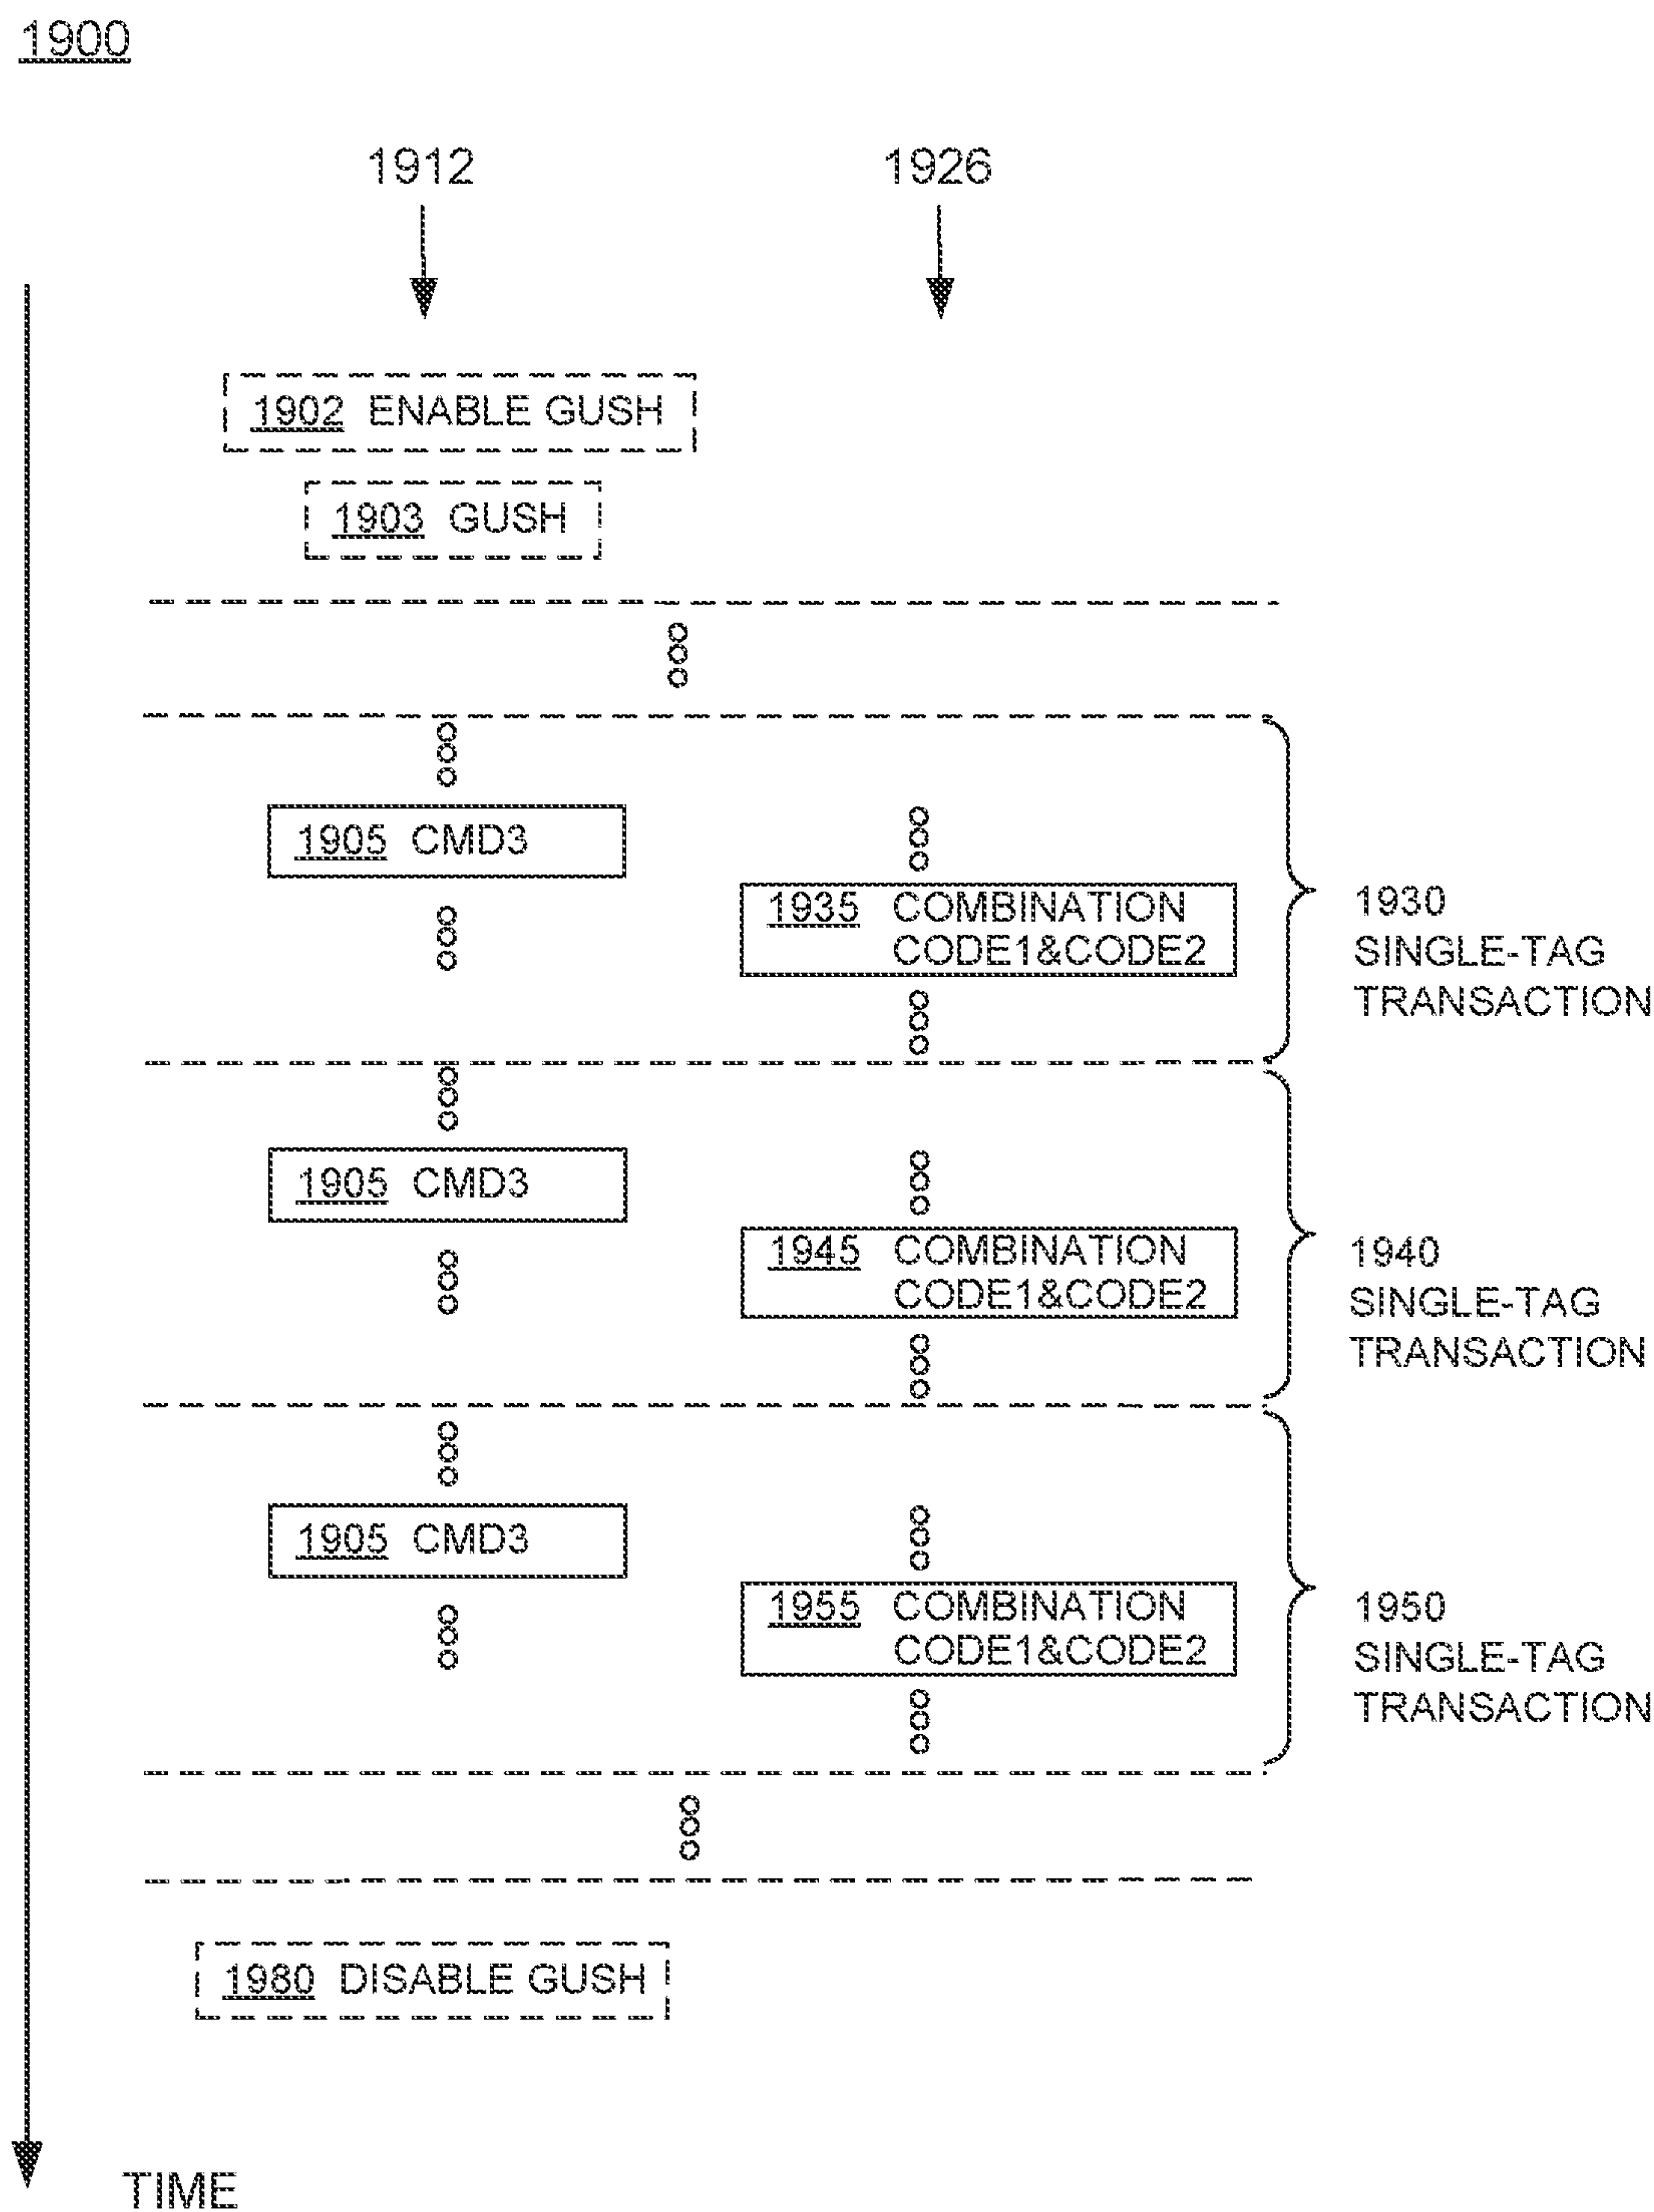 1900
1912
1926
1902 ENABLE GUSH
1903 GUSH
1905 CMD3
1935 COMBINATION
CODE1&CODE2
1930
SINGLE-TAG
TRANSACTION
1905 CMD3
1945 COMBINATION
CODE1&CODE2
1940
SINGLE-TAG
TRANSACTION
1905 CMD3
1955 COMBINATION
CODE1&CODE2
1950
SINGLE-TAG
TRANSACTION
1980 DISABLE GUSH
TIME